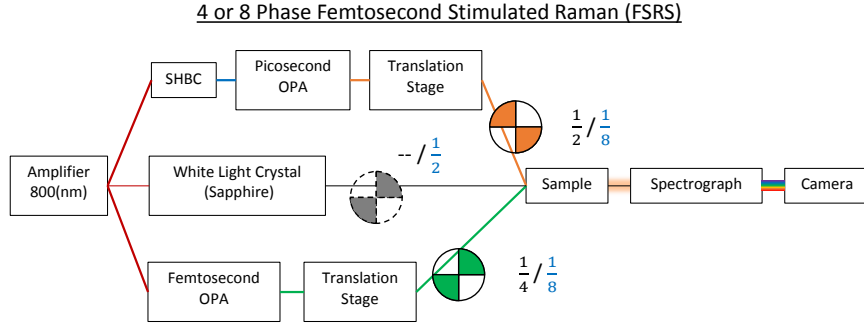 4 or 8 Phase Femtosecond Stimulated Raman (FSRS)
SHBC
Picosecond
OPA
Translation
Stage
1/2 / 1/8
Amplifier
800(nm)
White Light Crystal
(Sapphire)
-- / 1/2
Sample
Spectrograph
Camera
Femtosecond
OPA
Translation
Stage
1/4 / 1/8